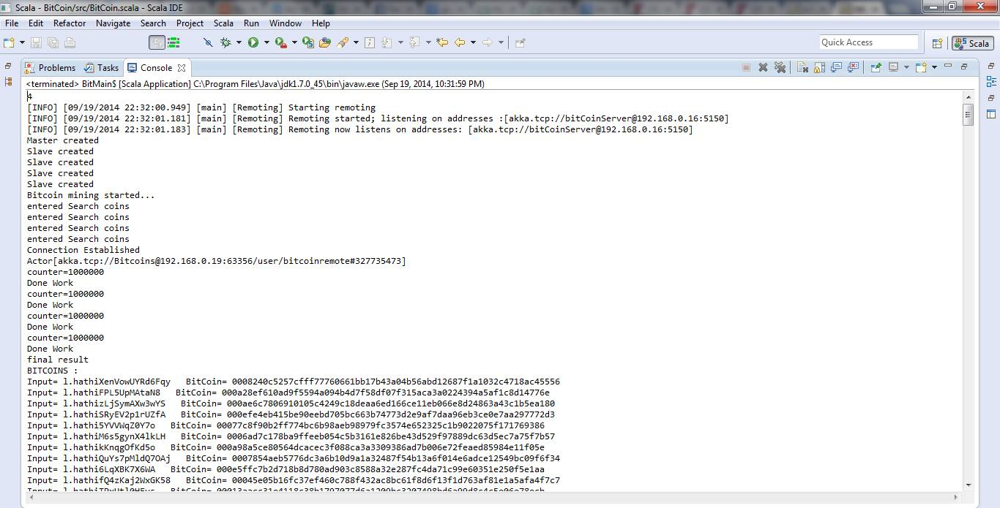 Scala - BitCoin/src/BitCoin.scala - Scala IDE
File Edit Refactor Navigate Search Project Scala Run Window Help
Quick Access
Scala
Problems Tasks Console
<terminated> BitMain$ [Scala Application] C:\Program Files\Java\jdk1.7.0_45\bin\javaw.exe (Sep 19, 2014, 10:31:59 PM)
4
[INFO] [09/19/2014 22:32:00.949] [main] [Remoting] Starting remoting
[INFO] [09/19/2014 22:32:01.181] [main] [Remoting] Remoting started; listening on addresses :[akka.tcp://bitCoinServer@192.168.0.16:5150]
[INFO] [09/19/2014 22:32:01.183] [main] [Remoting] Remoting now listens on addresses: [akka.tcp://bitCoinServer@192.168.0.16:5150]
Master created
Slave created
Slave created
Slave created
Slave created
Bitcoin mining started...
entered Search coins
entered Search coins
entered Search coins
entered Search coins
Connection Established
Actor[akka.tcp://Bitcoins@192.168.0.19:63356/user/bitcoinremote#327735473]
counter=1000000
Done Work
counter=1000000
Done Work
counter=1000000
Done Work
counter=1000000
Done Work
final result
BITCOINS :
Input= l.hathiXenVowUYRd6Fqy BitCoin= 0008240c5257cfff77760661bb17b43a04b56abd12687f1a1032c4718ac45556
Input= l.hathiFPL5UpMAtaN8 BitCoin= 000a28ef610ad9f5594a094b4d7f58df07f315aca3a0224394a5af1c8d14776e
Input= l.hathizLjSymAXw3wYS BitCoin= 000ae6c7806910105c4249c18deaa6ed166ce11eb066e8d24863a43c1b5ea180
Input= l.hathiSRyEV2p1rUZfA BitCoin= 000efe4eb415be90eebd705bc663b74773d2e9af7daa96eb3ce0e7aa297772d3
Input= l.hathi5YVVWqZ0Y7o BitCoin= 00077c8f90b2ff774bc6b98aeb98979fc3574e652325c1b9022075f171769386
Input= l.hathiM6s5gynX4lkLH BitCoin= 0006ad7c178ba9ffeeb054c5b3161e826be43d529f97889dc63d5ec7a75f7b57
Input= l.hathikKnqgOfKd5o BitCoin= 000a98a5ce80564dcacec3f088ca3a3309386ad7b006e72feaed85984e11f05e
Input= l.hathiQuYs7pMldQ7OAj BitCoin= 0007854aeb5776dc3a6b10d9a1a32487f54b13a6f014e6adce12549bc09f6f34
Input= l.hathi6LqXBK7X6WA BitCoin= 000e5ffc7b2d718b8d780ad903c8588a32e287fc4da71c99e60351e250f5e1aa
Input= l.hathifQ4zKaj2WxGK58 BitCoin= 00045e05b16fc37ef460c788f432ac8bc61f8d6f13f1d763af81e1a5afa4f7c7